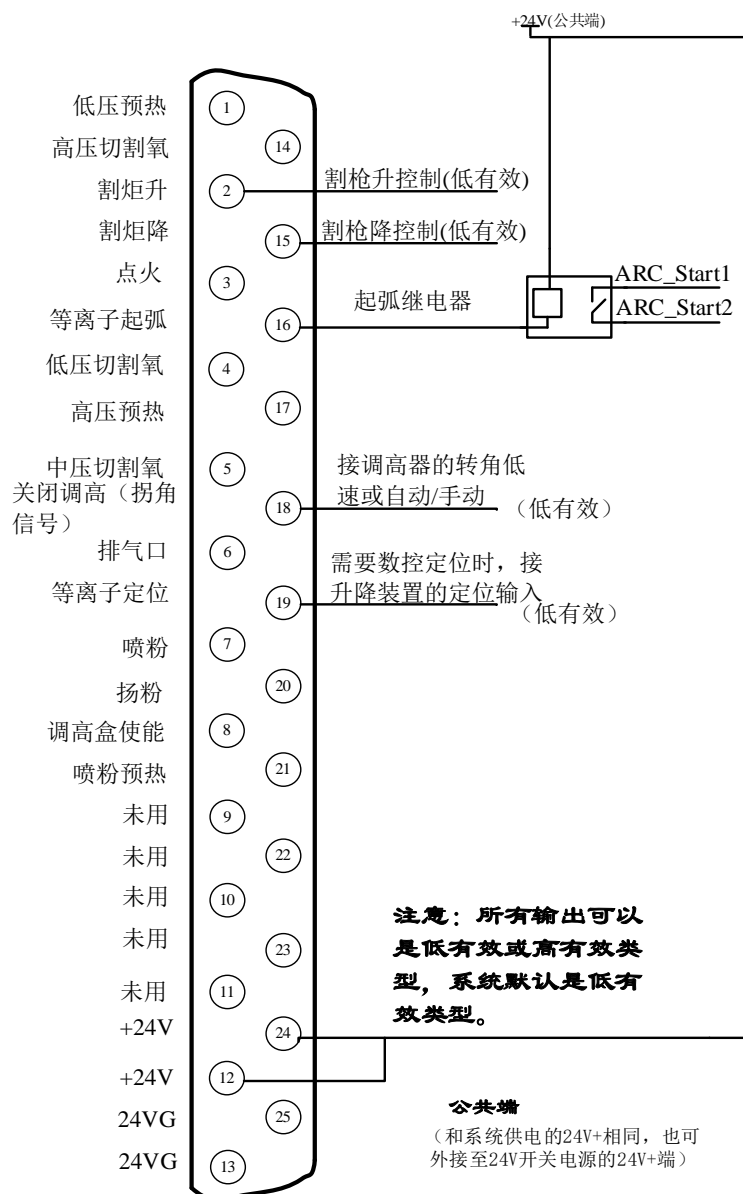 +24V(公共端)
低压预热
1
高压切割氧
14
割炬升
2
割枪升控制(低有效)
割炬降
15
割枪降控制(低有效)
点火
3
ARC_Start1
等离子起弧
16
起弧继电器
ARC_Start2
低压切割氧
4
高压预热
17
中压切割氧
5
接调高器的转角低
速或自动/手动
(低有效)
关闭调高（拐角
信号）
18
排气口
6
需要数控定位时，接
升降装置的定位输入
(低有效)
等离子定位
19
喷粉
7
扬粉
20
调高盒使能
8
喷粉预热
21
未用
9
未用
22
未用
10
未用
23
未用
11
注意：所有输出可以
是低有效或高有效类
型，系统默认是低有
效类型。
+24V
24
+24V
12
24VG
25
24VG
13
公共端
（和系统供电的24V+相同，也可
外接至24V开关电源的24V+端）